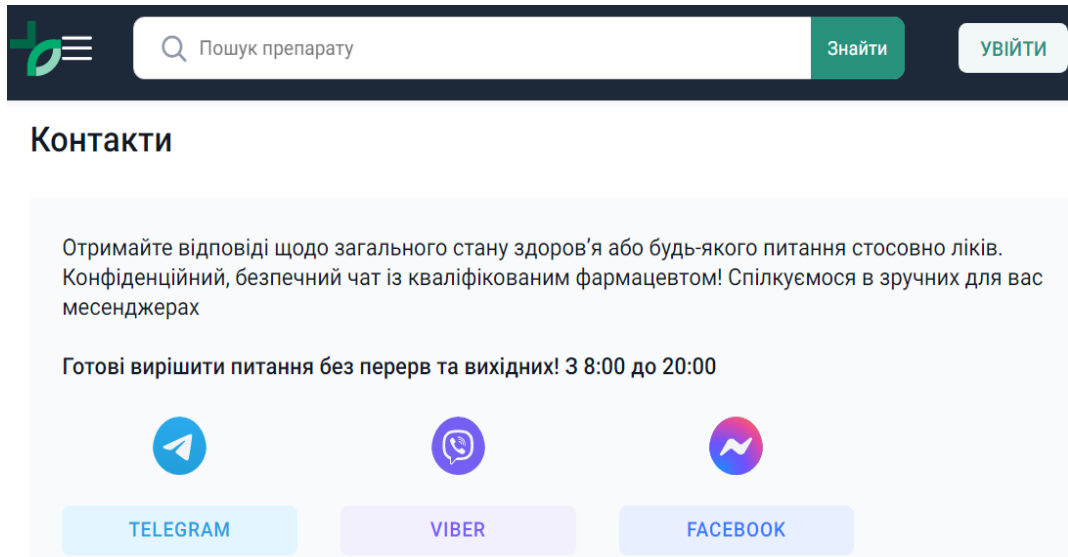 Пошук препарату
Знайти
УВІЙТИ
Контакти
Отримайте відповіді щодо загального стану здоров’я або будь-якого питання стосовно ліків.
Конфіденційний, безпечний чат із кваліфікованим фармацевтом! Спілкуємося в зручних для вас
месенджерах
Готові вирішити питання без перерв та вихідних! З 8:00 до 20:00
TELEGRAM
VIBER
FACEBOOK